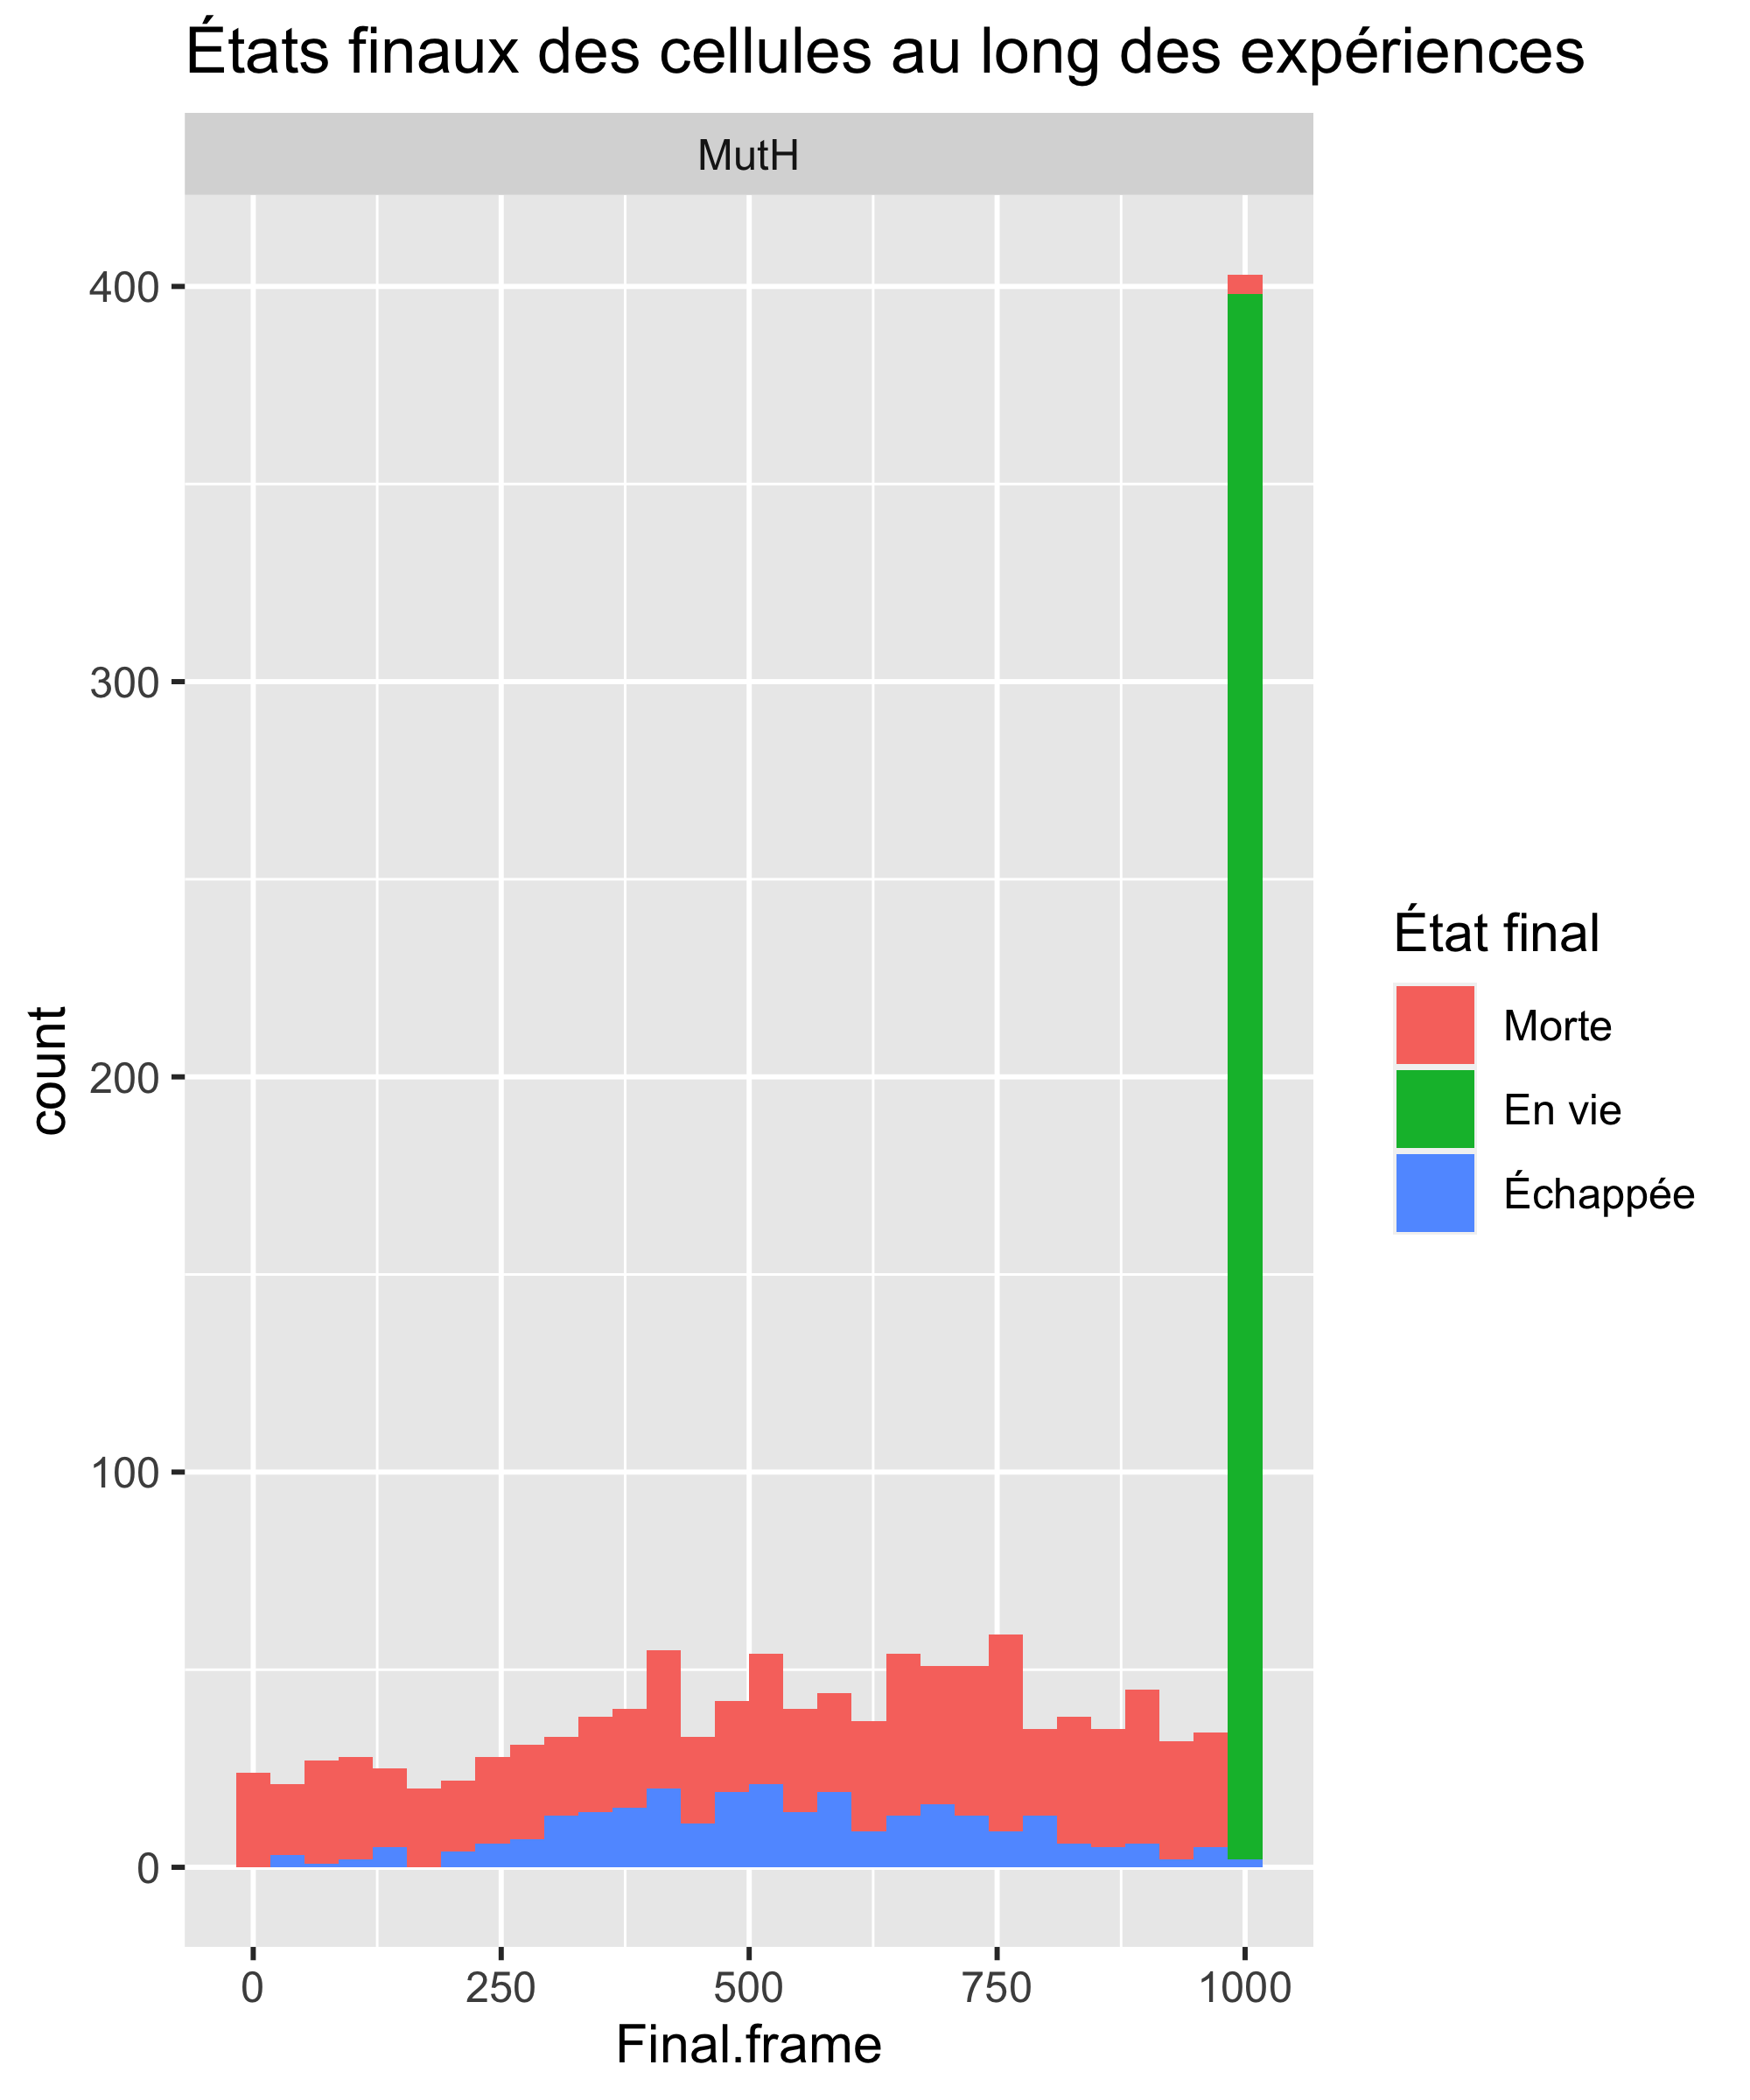 États finaux des cellules au long des expériences
MutH
400
300
200
100
0
count
0 250 500 750 1000
Final.frame
État final
Morte
En vie
Échappée